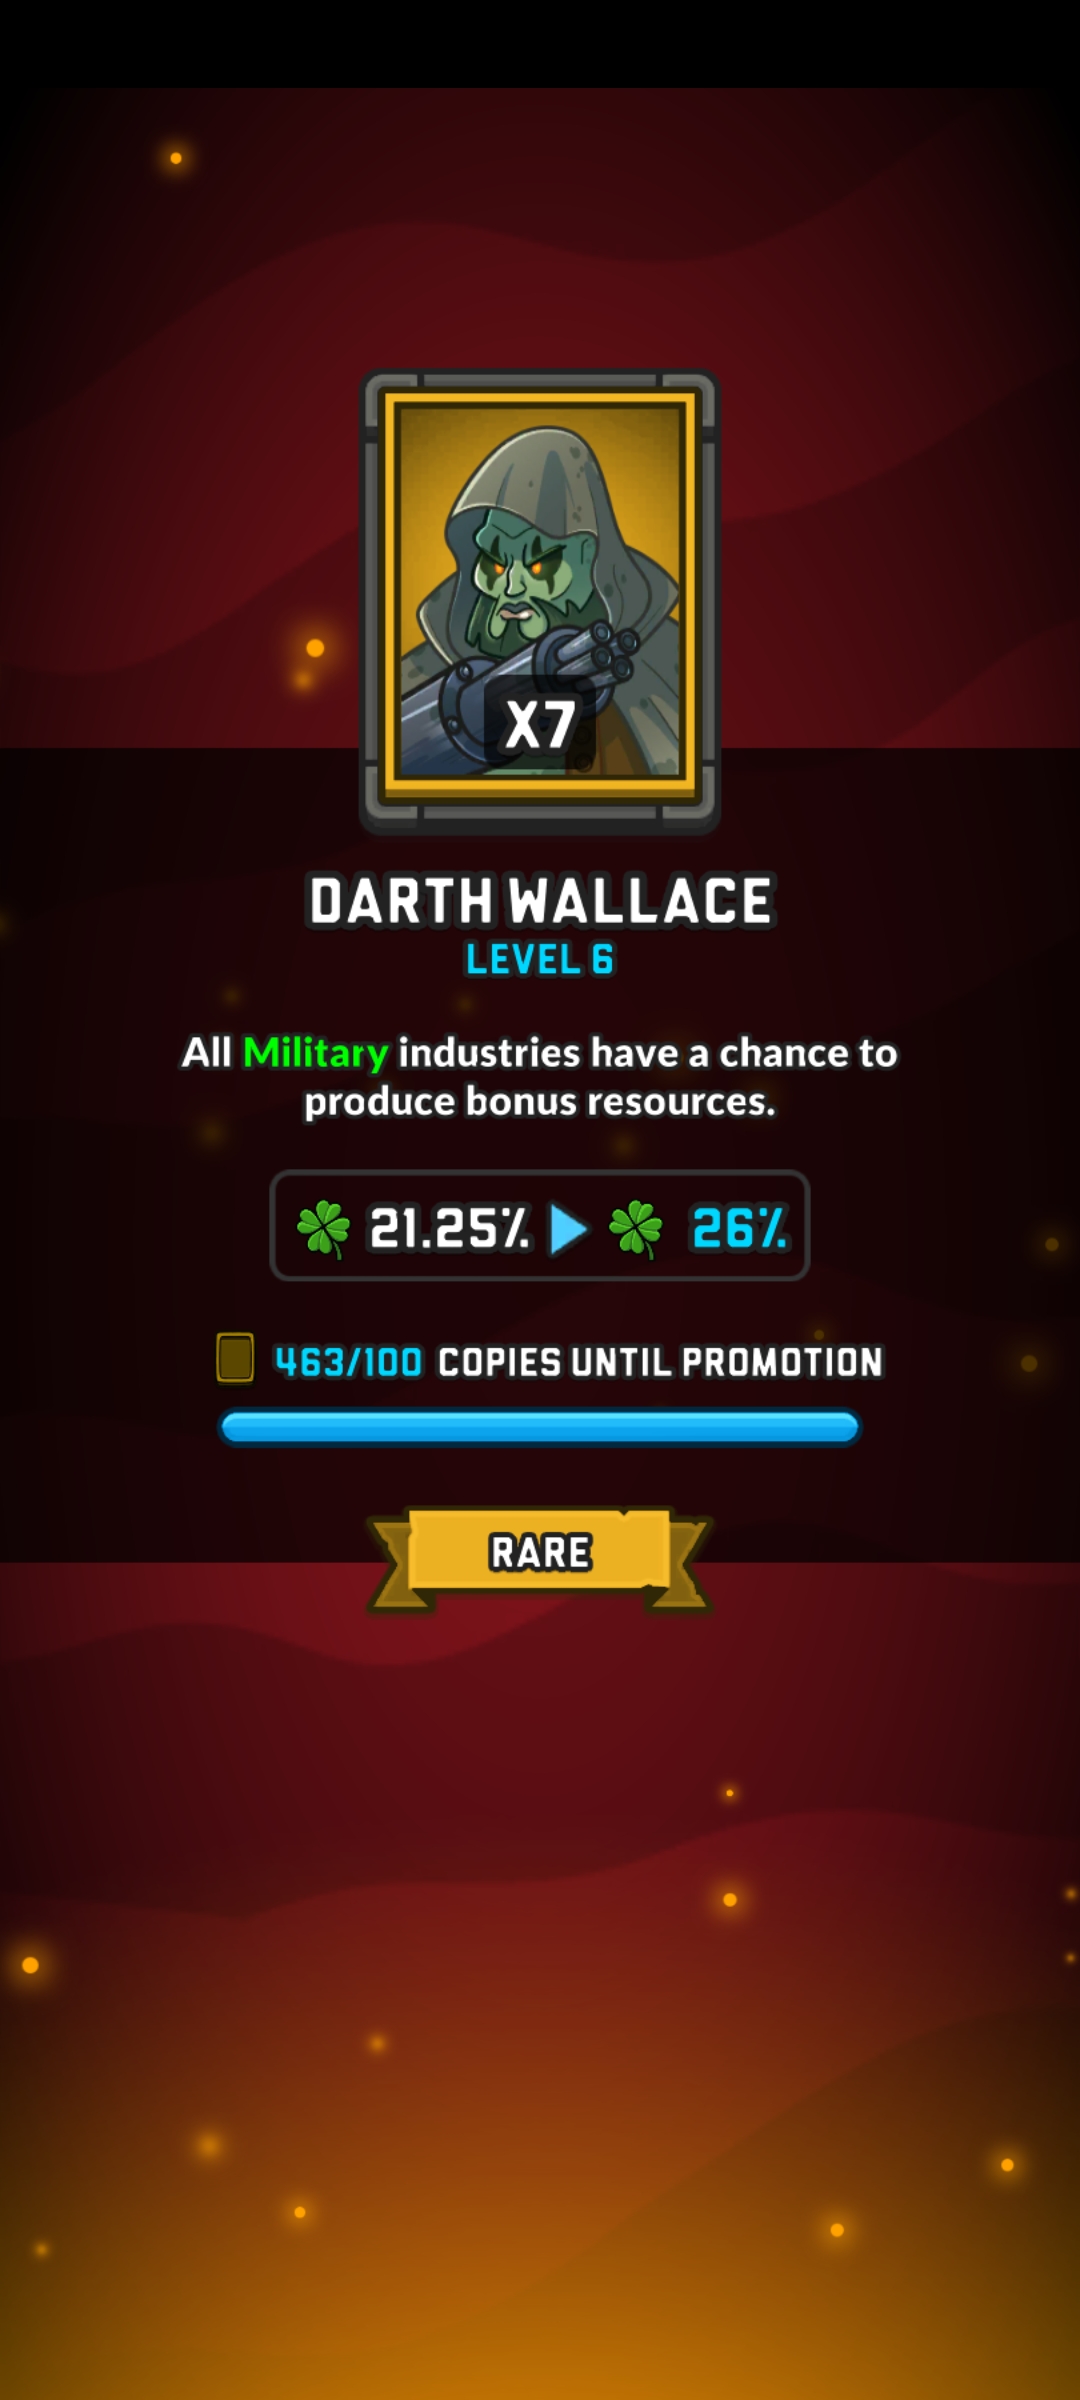 X7
DARTH WALLACE
LEVEL 6
All Military industries have a chance to
produce bonus resources.
21.25% 26%
463/100 COPIES UNTIL PROMOTION
RARE